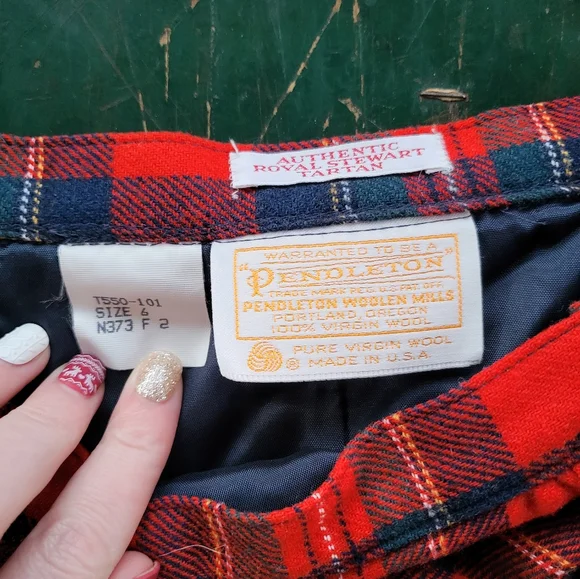 AUTHENTIC
ROYAL STEWART
TARTAN
T550-101
SIZE 6
N373 F 2
WARRANTED TO BE A
"PENDLETON"
TRADE MARK REG. U.S. PAT. OFF.
PENDLETON WOOLEN MILLS
PORTLAND, OREGON
100% VIRGIN WOOL
PURE VIRGIN WOOL
MADE IN U.S.A.